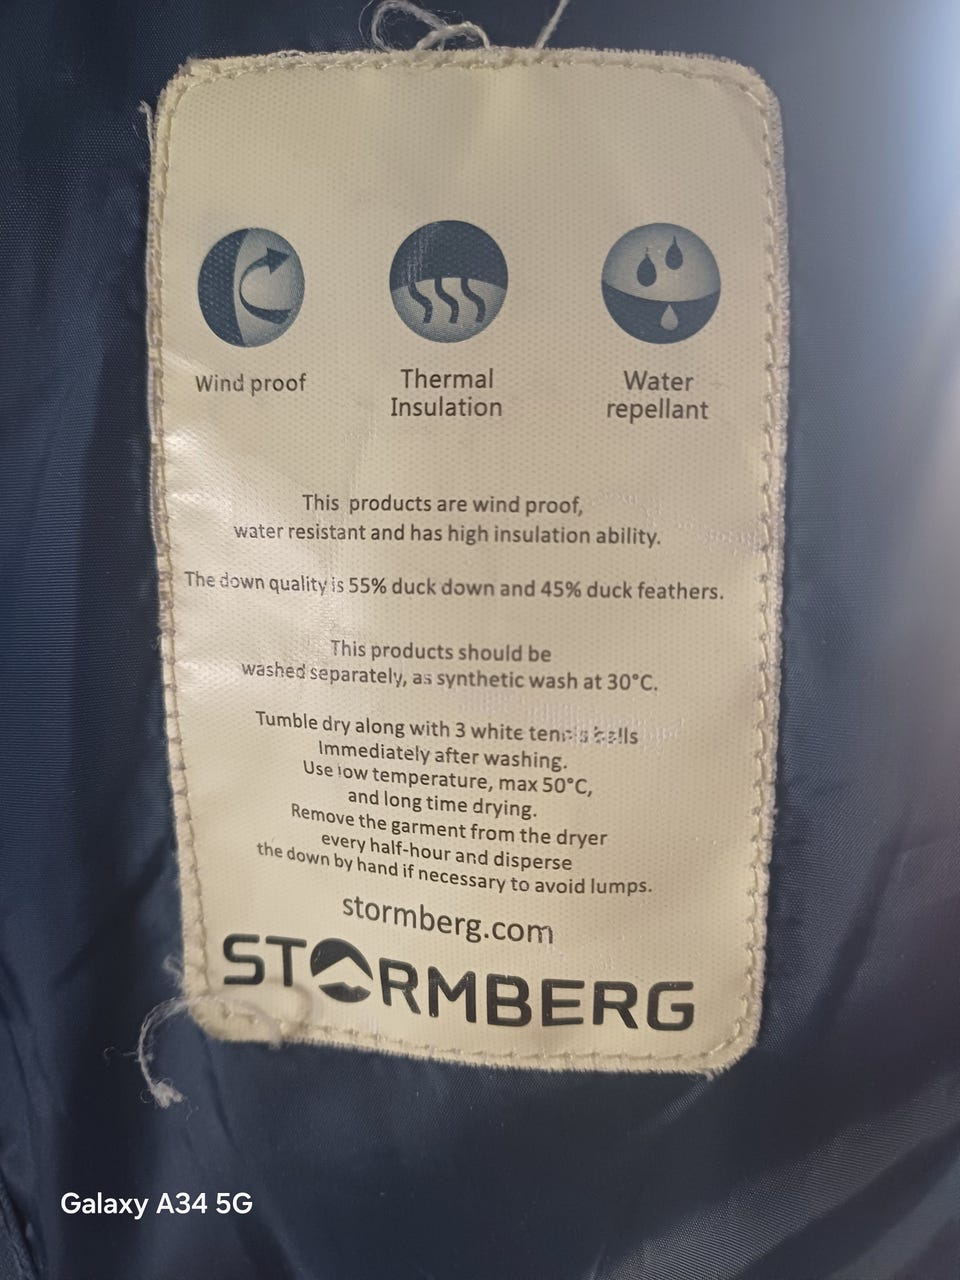 Wind proof
Thermal
Insulation
Water
repellant
This products are wind proof,
water resistant and has high insulation ability.
The down quality is 55% duck down and 45% duck feathers.
This products should be
washed separately, as synthetic wash at 30°C.
Tumble dry along with 3 white tennis balls
Immediately after washing.
Use low temperature, max 50°C,
and long time drying.
Remove the garment from the dryer
every half-hour and disperse
the down by hand if necessary to avoid lumps.
stormberg.com
STORMBERG
Galaxy A34 5G